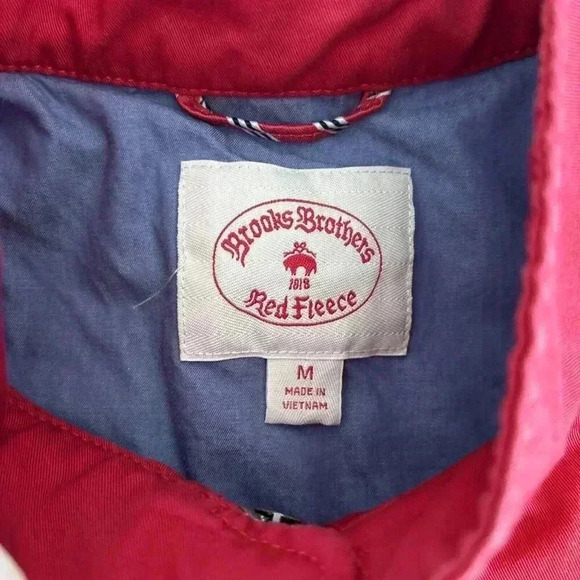 Brooks Brothers
1818
Red Fleece
M
MADE IN
VIETNAM